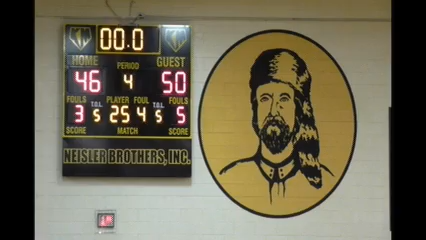 00.0
HOME PERIOD GUEST
46 4 50
FOULS T.O.L. PLAYER FOUL T.O.L. FOULS
3 5 25 4 5 5
SCORE MATCH SCORE
NEISLER BROTHERS, INC.